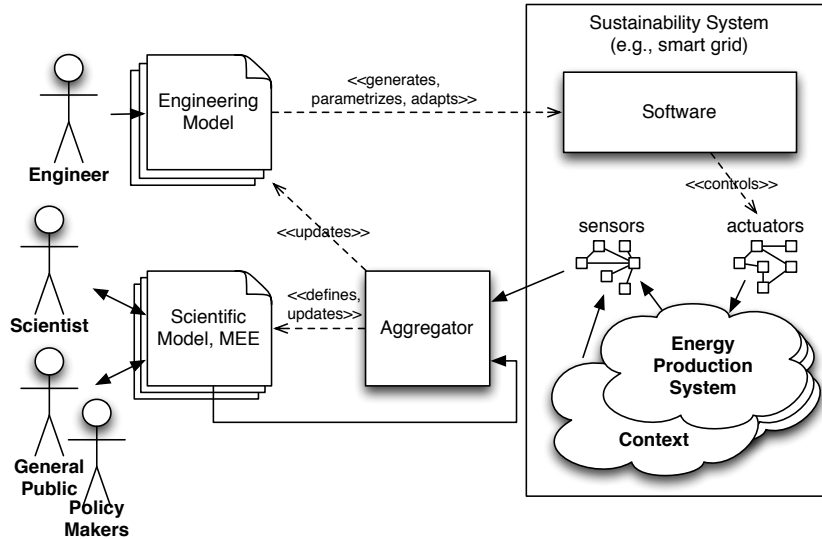 Sustainability System
(e.g., smart grid)
<<generates,
parametrizes, adapts>>
Engineering
Model
Software
Engineer
<<controls>>
sensors
actuators
<<updates>>
<<defines,
updates>>
Scientific
Model, MEE
Aggregator
Scientist
Energy
Production
System
Context
General
Public
Policy
Makers